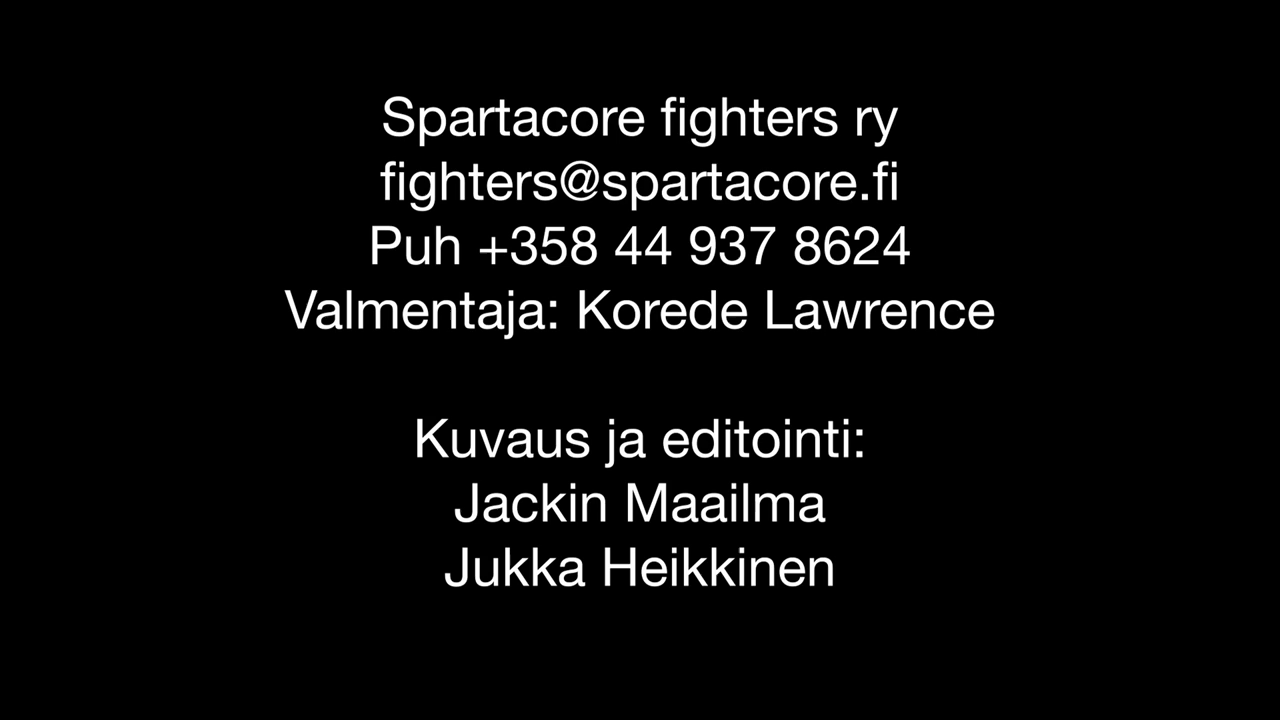 Spartacore fighters ry
fighters@spartacore.fi
Puh +358 44 937 8624
Valmentaja: Korede Lawrence
Kuvaus ja editointi:
Jackin Maailma
Jukka Heikkinen